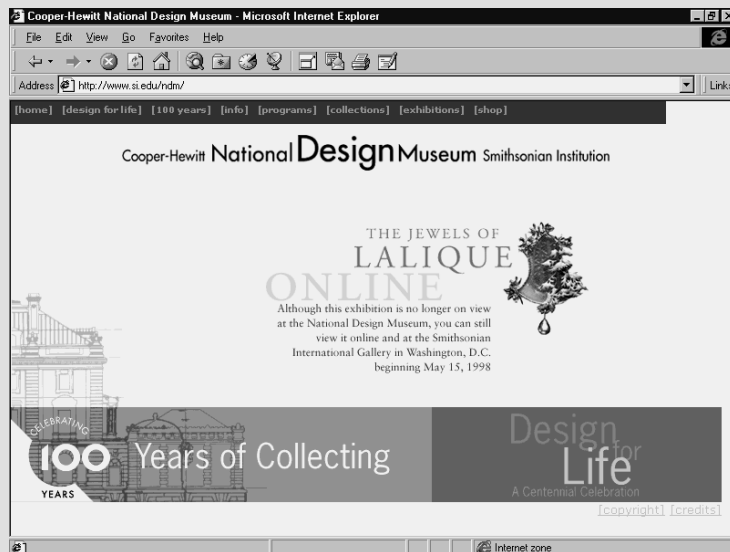 Cooper-Hewitt National Design Museum - Microsoft Internet Explorer
File Edit View Go Favorites Help
Address http://www.si.edu/ndm/ Links
[home] [design for life] [100 years] [info] [programs] [collections] [exhibitions] [shop]
Cooper-Hewitt National Design Museum Smithsonian Institution
THE JEWELS OF
LALIQUE
ONLINE
Although this exhibition is no longer on view
at the National Design Museum, you can still
view it online and at the Smithsonian
International Gallery in Washington, D.C.
beginning May 15, 1998
CELEBRATING
100
YEARS
Years of Collecting
Design
for
Life
A Centennial Celebration
[copyright] [credits]
Internet zone